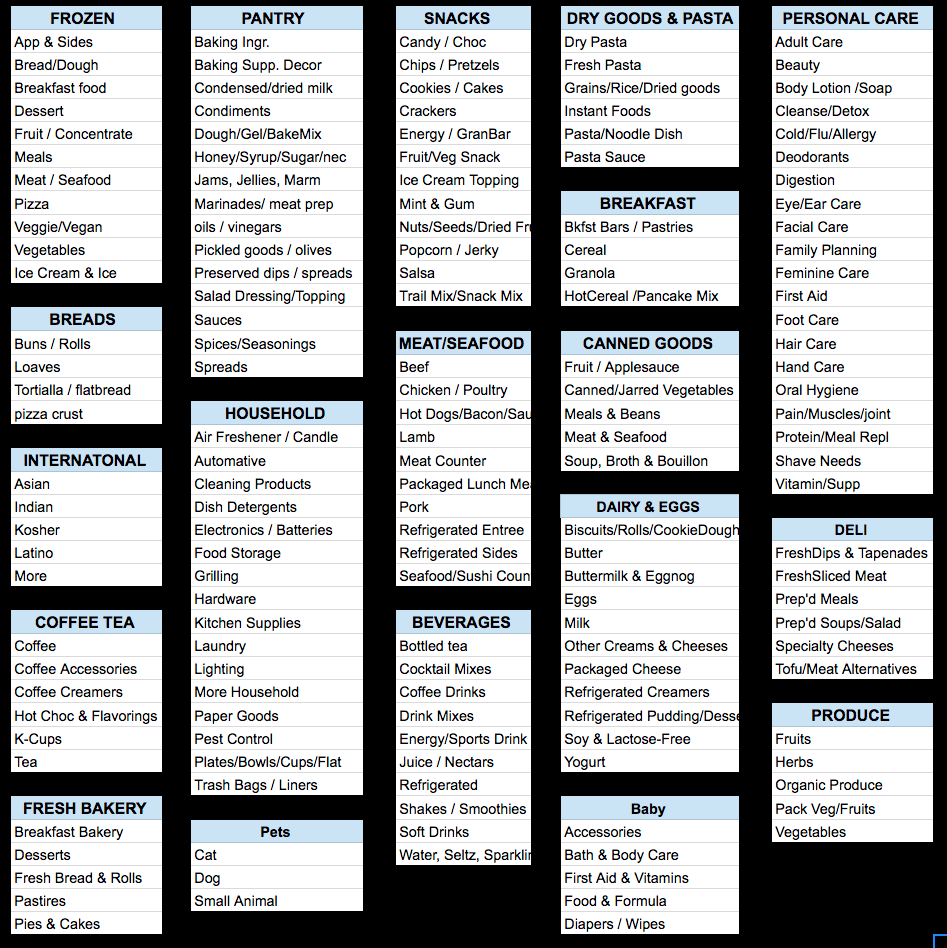 FROZEN
App & Sides
Bread/Dough
Breakfast food
Dessert
Fruit / Concentrate
Meals
Meat / Seafood
Pizza
Veggie/Vegan
Vegetables
Ice Cream & Ice
BREADS
Buns / Rolls
Loaves
Tortialla / flatbread
pizza crust
INTERNATONAL
Asian
Indian
Kosher
Latino
More
COFFEE TEA
Coffee
Coffee Accessories
Coffee Creamers
Hot Choc & Flavorings
K-Cups
Tea
FRESH BAKERY
Breakfast Bakery
Desserts
Fresh Bread & Rolls
Pastires
Pies & Cakes
PANTRY
Baking Ingr.
Baking Supp. Decor
Condensed/dried milk
Condiments
Dough/Gel/BakeMix
Honey/Syrup/Sugar/nec
Jams, Jellies, Marm
Marinades/ meat prep
oils / vinegars
Pickled goods / olives
Preserved dips / spreads
Salad Dressing/Topping
Sauces
Spices/Seasonings
Spreads
HOUSEHOLD
Air Freshener / Candle
Automative
Cleaning Products
Dish Detergents
Electronics / Batteries
Food Storage
Grilling
Hardware
Kitchen Supplies
Laundry
Lighting
More Household
Paper Goods
Pest Control
Plates/Bowls/Cups/Flat
Trash Bags / Liners
Pets
Cat
Dog
Small Animal
SNACKS
Candy / Choc
Chips / Pretzels
Cookies / Cakes
Crackers
Energy / GranBar
Fruit/Veg Snack
Ice Cream Topping
Mint & Gum
Nuts/Seeds/Dried Fru
Popcorn / Jerky
Salsa
Trail Mix/Snack Mix
MEAT/SEAFOOD
Beef
Chicken / Poultry
Hot Dogs/Bacon/Sau
Lamb
Meat Counter
Packaged Lunch Mea
Pork
Refrigerated Entree
Refrigerated Sides
Seafood/Sushi Coun
BEVERAGES
Bottled tea
Cocktail Mixes
Coffee Drinks
Drink Mixes
Energy/Sports Drink
Juice / Nectars
Refrigerated
Shakes / Smoothies
Soft Drinks
Water, Seltz, Sparklin
DRY GOODS & PASTA
Dry Pasta
Fresh Pasta
Grains/Rice/Dried goods
Instant Foods
Pasta/Noodle Dish
Pasta Sauce
BREAKFAST
Bkfst Bars / Pastries
Cereal
Granola
HotCereal /Pancake Mix
CANNED GOODS
Fruit / Applesauce
Canned/Jarred Vegetables
Meals & Beans
Meat & Seafood
Soup, Broth & Bouillon
DAIRY & EGGS
Biscuits/Rolls/CookieDough
Butter
Buttermilk & Eggnog
Eggs
Milk
Other Creams & Cheeses
Packaged Cheese
Refrigerated Creamers
Refrigerated Pudding/Desse
Soy & Lactose-Free
Yogurt
Baby
Accessories
Bath & Body Care
First Aid & Vitamins
Food & Formula
Diapers / Wipes
PERSONAL CARE
Adult Care
Beauty
Body Lotion /Soap
Cleanse/Detox
Cold/Flu/Allergy
Deodorants
Digestion
Eye/Ear Care
Facial Care
Family Planning
Feminine Care
First Aid
Foot Care
Hair Care
Hand Care
Oral Hygiene
Pain/Muscles/joint
Protein/Meal Repl
Shave Needs
Vitamin/Supp
DELI
FreshDips & Tapenades
FreshSliced Meat
Prep'd Meals
Prep'd Soups/Salad
Specialty Cheeses
Tofu/Meat Alternatives
PRODUCE
Fruits
Herbs
Organic Produce
Pack Veg/Fruits
Vegetables